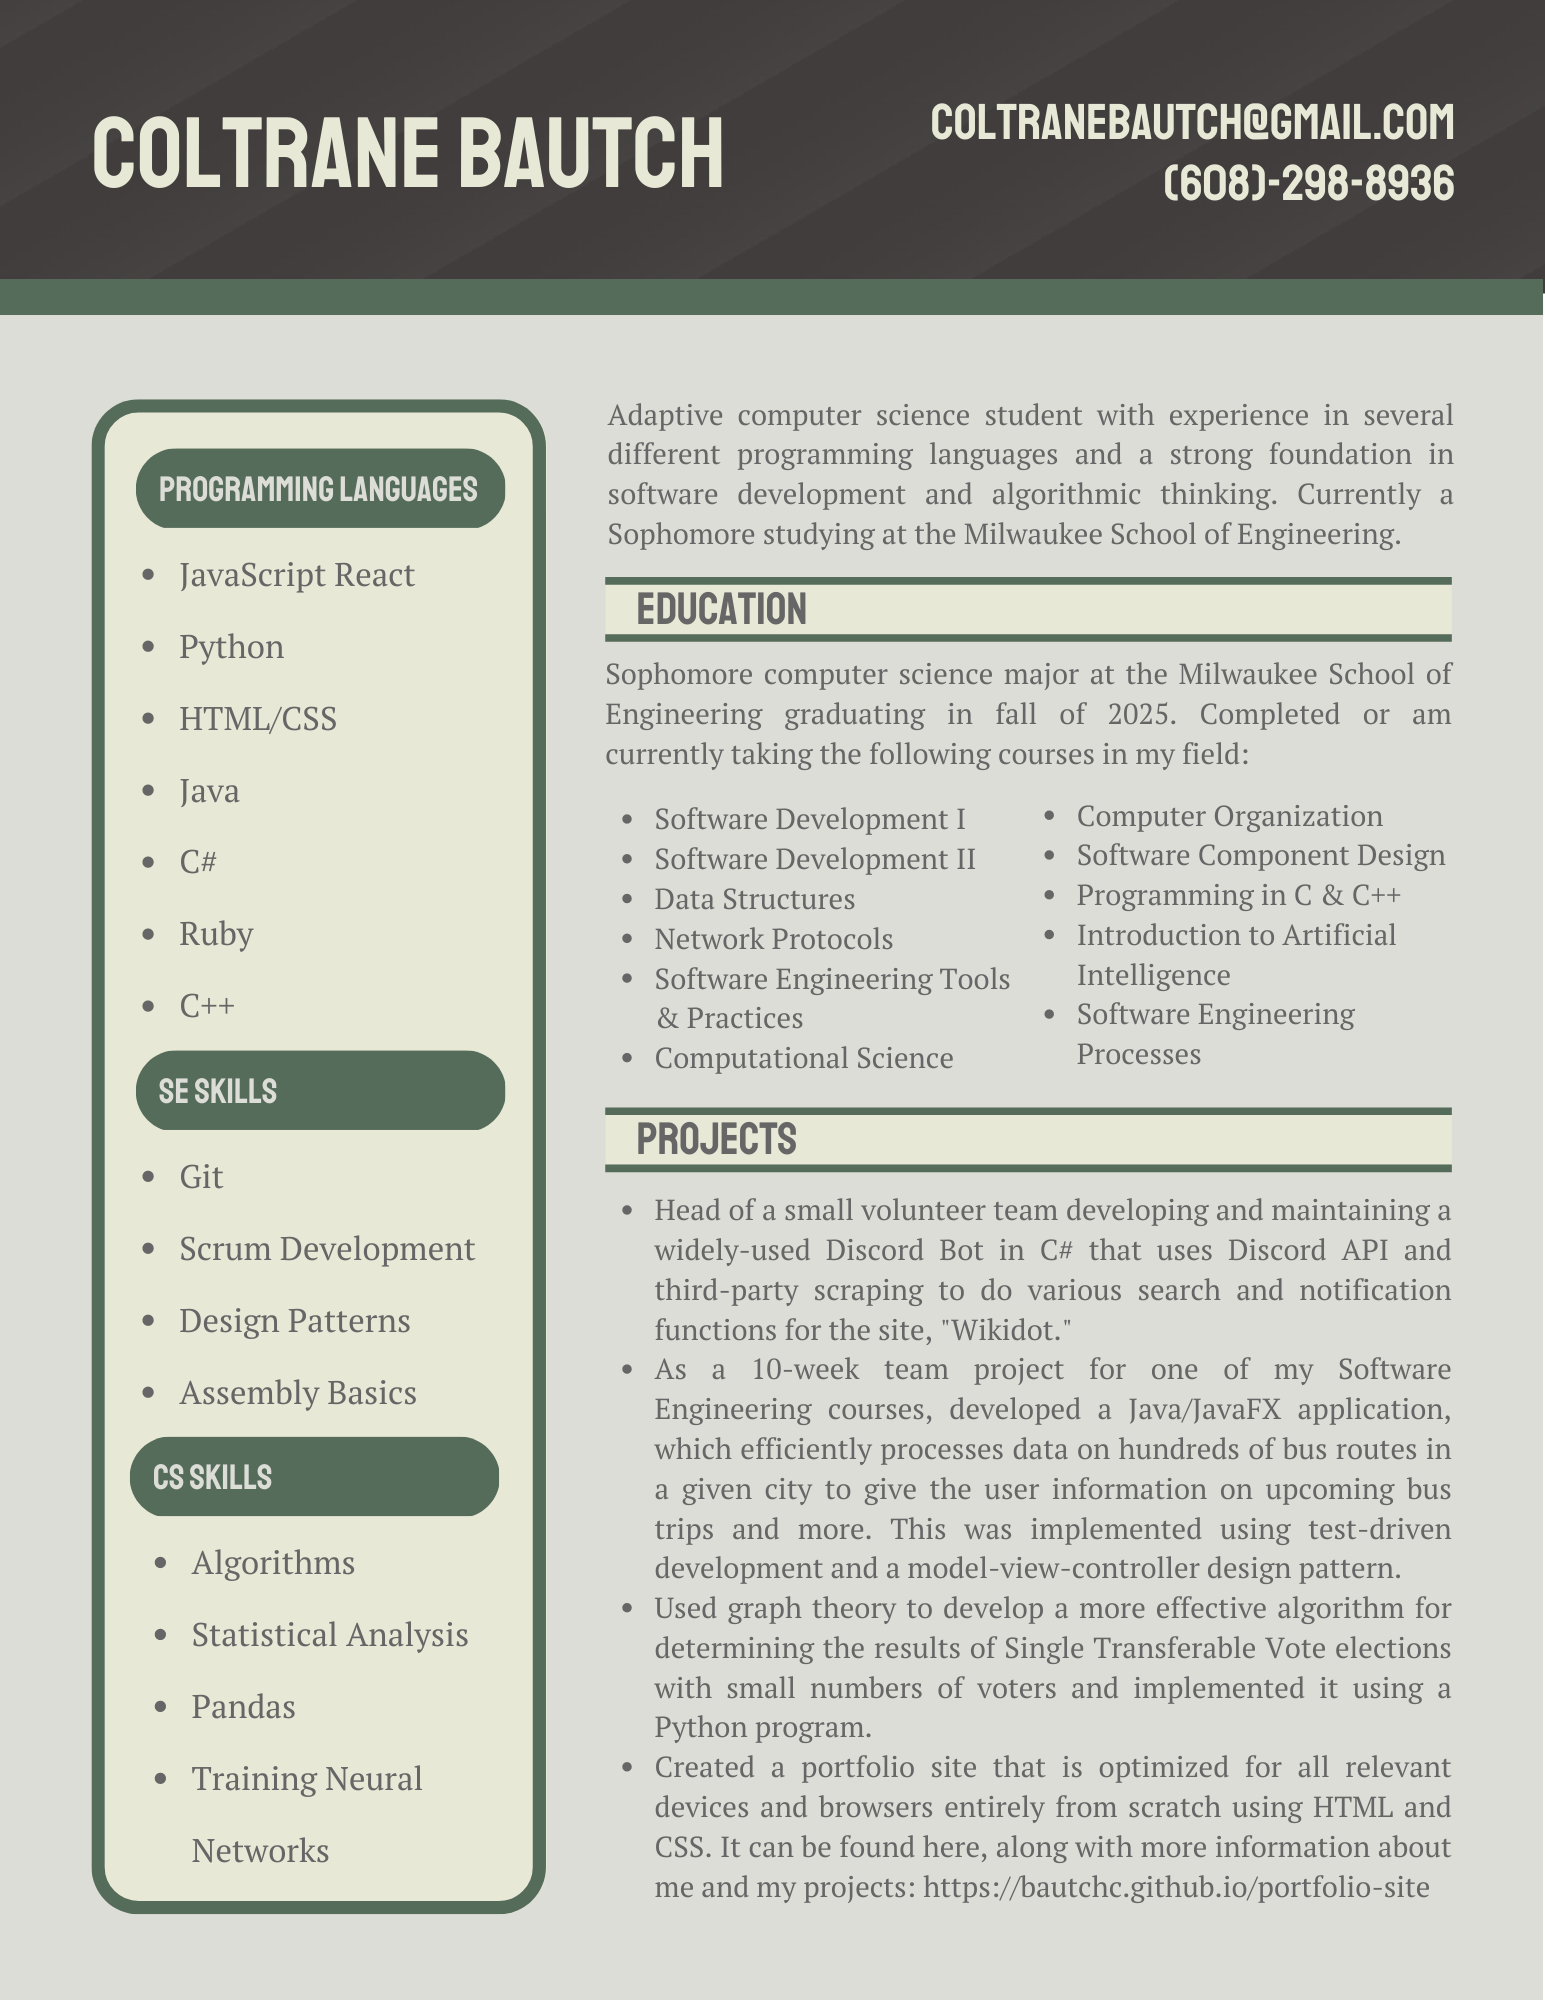 COLTRANE BAUTCH
COLTRANEBAUTCH@GMAIL.COM
(608)-298-8936
PROGRAMMING LANGUAGES
• JavaScript React
• Python
• HTML/CSS
• Java
• C#
• Ruby
• C++
SE SKILLS
• Git
• Scrum Development
• Design Patterns
• Assembly Basics
CS SKILLS
• Algorithms
• Statistical Analysis
• Pandas
• Training Neural
Networks
Adaptive computer science student with experience in several
different programming languages and a strong foundation in
software development and algorithmic thinking. Currently a
Sophomore studying at the Milwaukee School of Engineering.
EDUCATION
Sophomore computer science major at the Milwaukee School of
Engineering graduating in fall of 2025. Completed or am
currently taking the following courses in my field:
• Software Development I
• Software Development II
• Data Structures
• Network Protocols
• Software Engineering Tools
& Practices
• Computational Science
• Computer Organization
• Software Component Design
• Programming in C & C++
• Introduction to Artificial
Intelligence
• Software Engineering
Processes
PROJECTS
• Head of a small volunteer team developing and maintaining a
widely-used Discord Bot in C# that uses Discord API and
third-party scraping to do various search and notification
functions for the site, "Wikidot."
• As a 10-week team project for one of my Software
Engineering courses, developed a Java/JavaFX application,
which efficiently processes data on hundreds of bus routes in
a given city to give the user information on upcoming bus
trips and more. This was implemented using test-driven
development and a model-view-controller design pattern.
• Used graph theory to develop a more effective algorithm for
determining the results of Single Transferable Vote elections
with small numbers of voters and implemented it using a
Python program.
• Created a portfolio site that is optimized for all relevant
devices and browsers entirely from scratch using HTML and
CSS. It can be found here, along with more information about
me and my projects: https://bautchc.github.io/portfolio-site